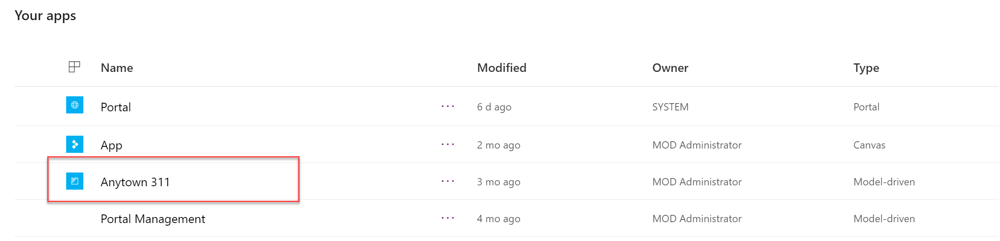 Your apps
Name Modified Owner Type
Portal ... 6 d ago SYSTEM Portal
App ... 2 mo ago MOD Administrator Canvas
Anytown 311 ... 3 mo ago MOD Administrator Model-driven
Portal Management ... 4 mo ago MOD Administrator Model-driven